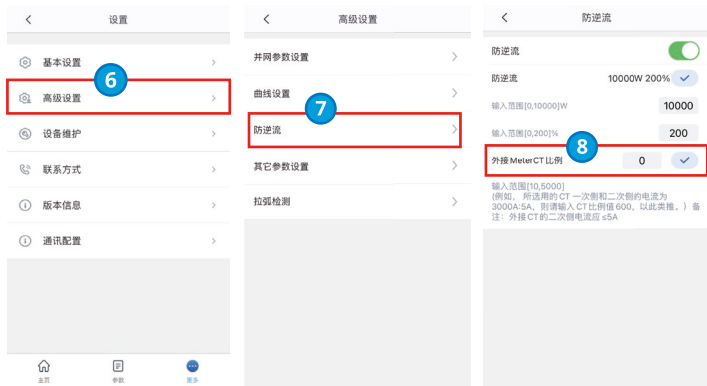 设置
基本设置
6
高级设置
设备维护
联系方式
版本信息
通讯配置
主页
参数
更多
高级设置
并网参数设置
曲线设置
7
防逆流
其它参数设置
拉弧检测
防逆流
防逆流
防逆流
10000W 200%
输入范围[0,10000]W
10000
输入范围[0,200]%
200
8
外接 MeterCT比例
0
输入范围[10,5000]
(例如， 所选用的 CT 一次侧和二次侧的电流为
3000A:5A，则请输入 CT比例值 600，以此类推。) 备
注：外接 CT的二次侧电流应 ≤5A